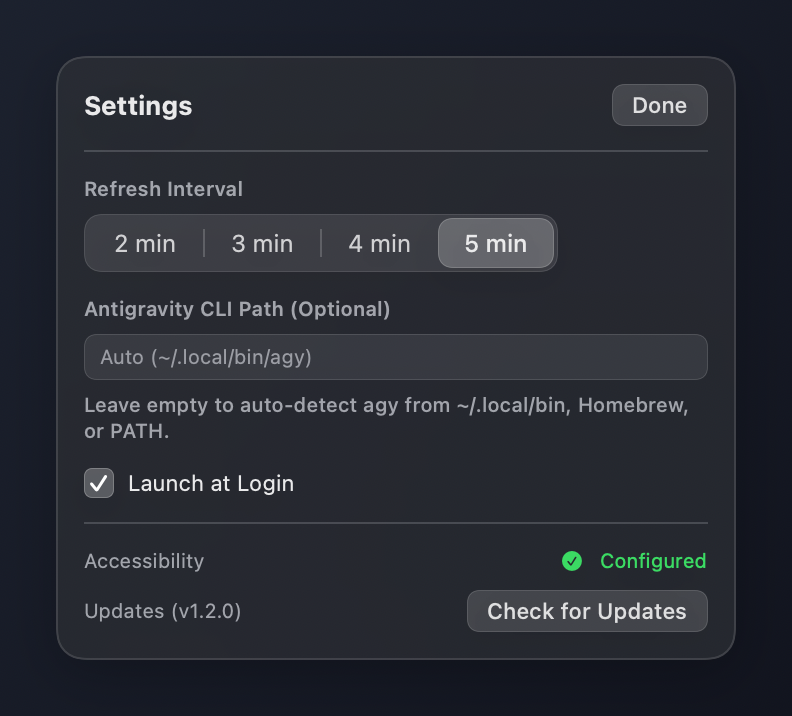 Settings
Done
Refresh Interval
2 min
3 min
4 min
5 min
Antigravity CLI Path (Optional)
Auto (~/.local/bin/agy)
Leave empty to auto-detect agy from ~/.local/bin, Homebrew,
or PATH.
Launch at Login
Accessibility
Configured
Updates (v1.2.0)
Check for Updates